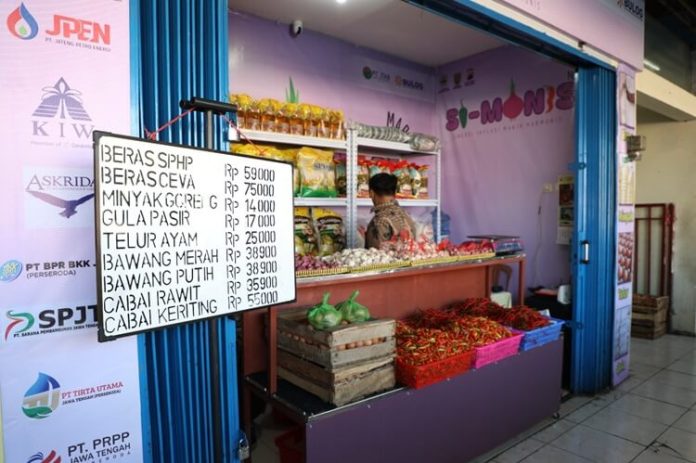 JPEN
PT. JATENG PETRO ENERGI
KIW
ASKRIDA
PT BPR BKK J
(PERSERODA)
SPJT
PT. SARANA PEMBANGUNAN JAWA TENGAH
PT TIRTA UTAMA
JAWA TENGAH (PERSERODA)
PT. PRPP
JAWA TENGAH
BERAS SPHP Rp 59000
BERAS CEVA Rp 75000
MINYAK GORENG Rp 14000
GULA PASIR Rp 17000
TELUR AYAM Rp 25000
BAWANG MERAH Rp 38900
BAWANG PUTIH Rp 38900
CABAI RAWIT Rp 35900
CABAI KERITING Rp 55000
BULOG
SI-MONIS
BULOG